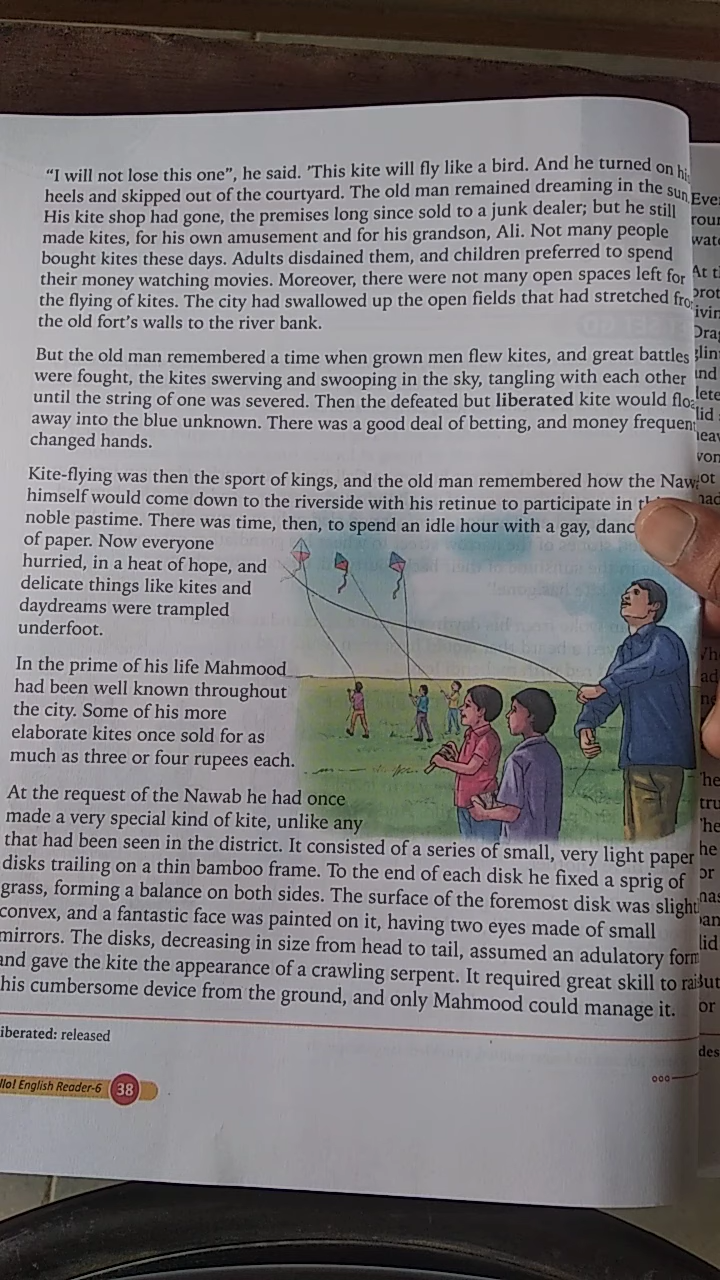 “I will not lose this one”, he said. 'This kite will fly like a bird. And he turned on
heels and skipped out of the courtyard. The old man remained dreaming in the sun.
His kite shop had gone, the premises long since sold to a junk dealer; but he still
made kites, for his own amusement and for his grandson, Ali. Not many people
bought kites these days. Adults disdained them, and children preferred to spend
their money watching movies. Moreover, there were not many open spaces left for
the flying of kites. The city had swallowed up the open fields that had stretched
the old fort's walls to the river bank.
But the old man remembered a time when grown men flew kites, and great battles
were fought, the kites swerving and swooping in the sky, tangling with each other
until the string of one was severed. Then the defeated but liberated kite would
away into the blue unknown. There was a good deal of betting, and money
changed hands.
Kite-flying was then the sport of kings, and the old man remembered how the
himself would come down to the riverside with his retinue to participate in
noble pastime. There was time, then, to spend an idle hour with a gay,
of paper. Now everyone
hurried, in a heat of hope, and
delicate things like kites and
daydreams were trampled
underfoot.
In the prime of his life Mahmood
had been well known throughout
the city. Some of his more
elaborate kites once sold for as
much as three or four rupees each.
At the request of the Nawab he had once
made a very special kind of kite, unlike any
that had been seen in the district. It consisted of a series of small, very light paper
disks trailing on a thin bamboo frame. To the end of each disk he fixed a sprig of
grass, forming a balance on both sides. The surface of the foremost disk was
convex, and a fantastic face was painted on it, having two eyes made of small
mirrors. The disks, decreasing in size from head to tail, assumed an adulatory form
and gave the kite the appearance of a crawling serpent. It required great skill to
his cumbersome device from the ground, and only Mahmood could manage it.
iberated: released
llo! English Reader-6 38